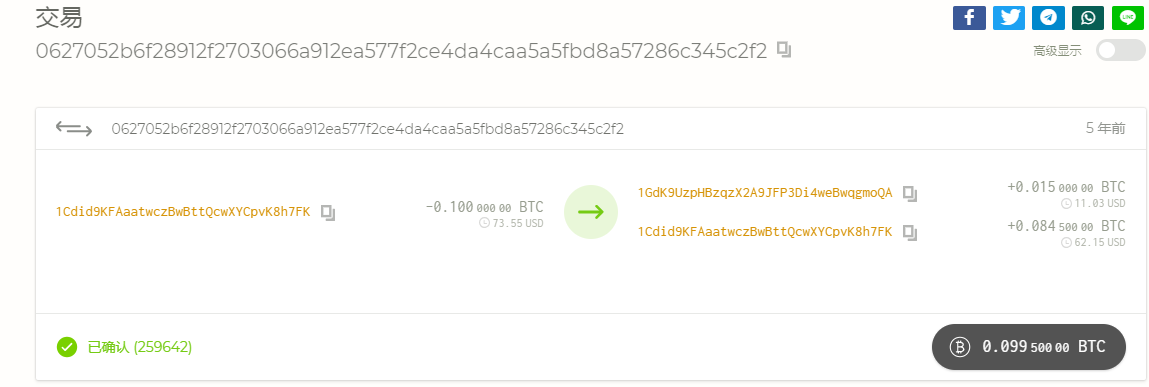 交易
0627052b6f28912f2703066a912ea577f2ce4da4caa5a5fbd8a57286c345c2f2
高级显示
0627052b6f28912f2703066a912ea577f2ce4da4caa5a5fbd8a57286c345c2f2
5 年前
1Cdid9KFAaatwczBwBttQcwXYCpvK8h7FK
−0.100 000 00 BTC
73.55 USD
1GdK9UzpHBzqzX2A9JFP3Di4weBwqgmoQA
+0.015 000 00 BTC
11.03 USD
1Cdid9KFAaatwczBwBttQcwXYCpvK8h7FK
+0.084 500 00 BTC
62.15 USD
已确认 (259642)
0.099 500 00 BTC